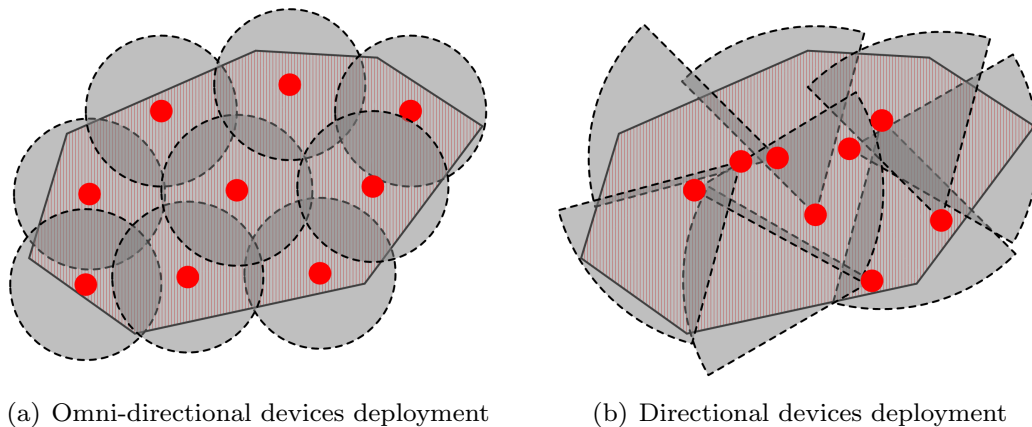 (a) Omni-directional devices deployment
(b) Directional devices deployment